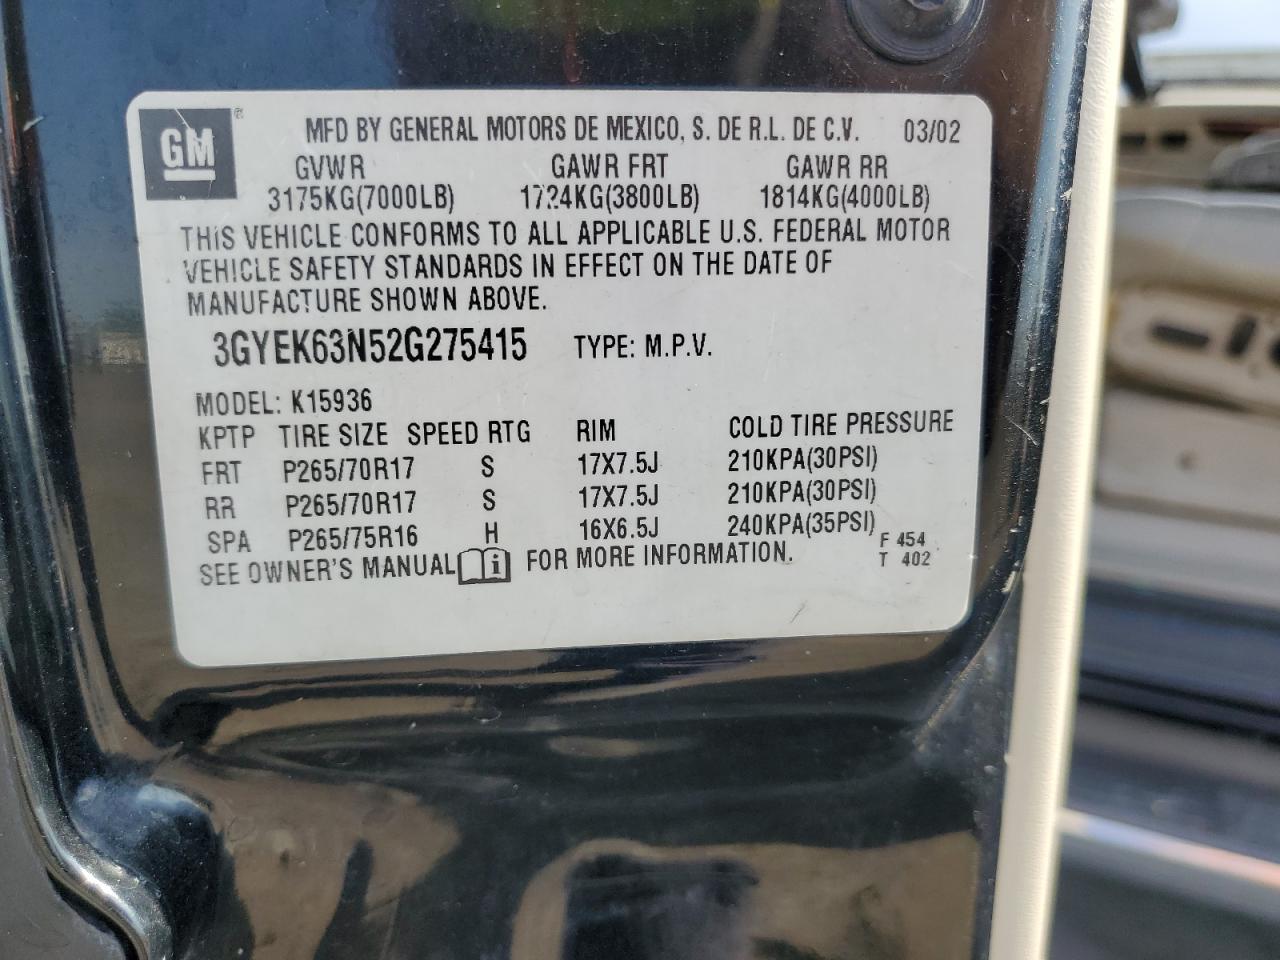 GM® MFD BY GENERAL MOTORS DE MEXICO, S. DE R.L. DE C.V. 03/02
GVWR GAWR FRT GAWR RR
3175KG(7000LB) 1724KG(3800LB) 1814KG(4000LB)
THIS VEHICLE CONFORMS TO ALL APPLICABLE U.S. FEDERAL MOTOR
VEHICLE SAFETY STANDARDS IN EFFECT ON THE DATE OF
MANUFACTURE SHOWN ABOVE.
3GYEK63N52G275415 TYPE: M.P.V.
MODEL: K15936
KPTP TIRE SIZE SPEED RTG RIM COLD TIRE PRESSURE
FRT P265/70R17 S 17X7.5J 210KPA(30PSI)
RR P265/70R17 S 17X7.5J 210KPA(30PSI)
SPA P265/75R16 H 16X6.5J 240KPA(35PSI) F 454
SEE OWNER'S MANUAL i FOR MORE INFORMATION. T 402